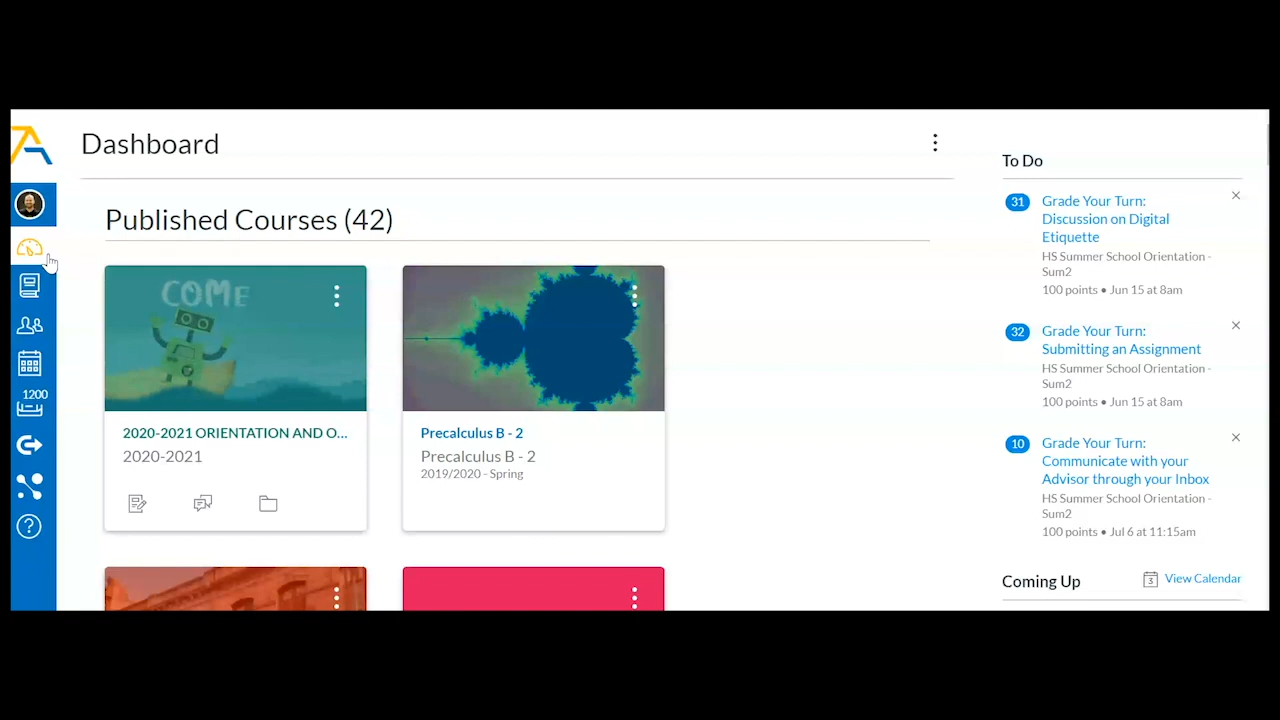 Dashboard
Published Courses (42)
COME
2020-2021 ORIENTATION AND O...
2020-2021
Precalculus B - 2
Precalculus B - 2
2019/2020 - Spring
1200
To Do
31
Grade Your Turn:
Discussion on Digital
Etiquette
HS Summer School Orientation -
Sum2
100 points • Jun 15 at 8am
32
Grade Your Turn:
Submitting an Assignment
HS Summer School Orientation -
Sum2
100 points • Jun 15 at 8am
10
Grade Your Turn:
Communicate with your
Advisor through your Inbox
HS Summer School Orientation -
Sum2
100 points • Jul 6 at 11:15am
Coming Up
3 View Calendar